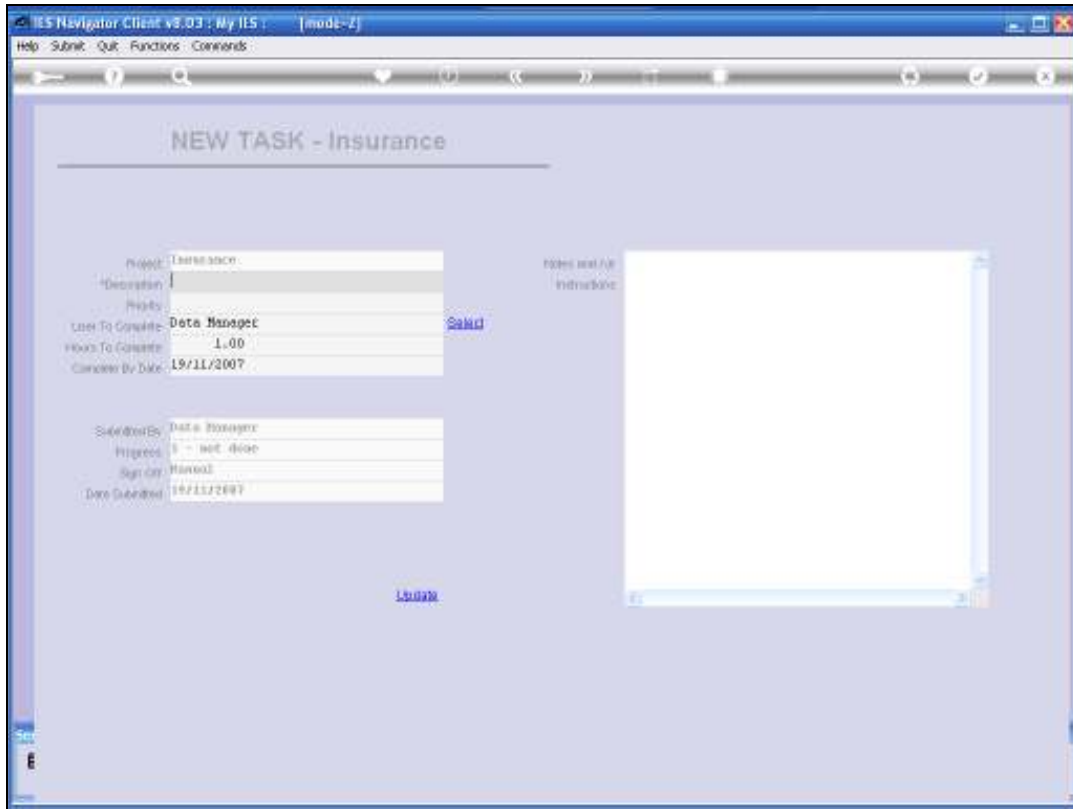 IES Navigator Client v8.03 : My IES : [mode-Z]
Help Submit Quit Functions Commands
NEW TASK - Insurance
Project Insurance
*Description
Priority
User To Complete Data Manager Select
Hours To Complete 1.00
Complete By Date 19/11/2007
Notes and / or
Instructions
Submitted By Data Manager
Progress - not done
Sign Off Manual
Date Submitted 19/11/2007
Update